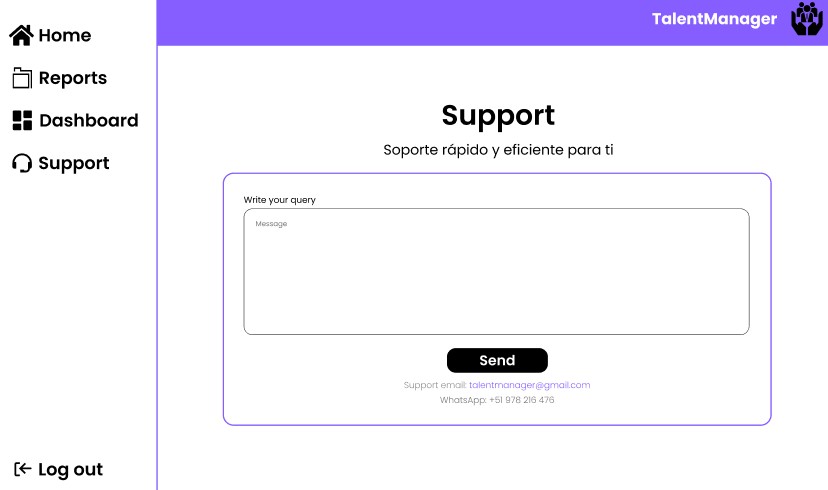 TalentManager
Home
Reports
Dashboard
Support
Log out
Support
Soporte rápido y eficiente para ti
Write your query
Message
Send
Support email: talentmanager@gmail.com
WhatsApp: +51 978 216 476